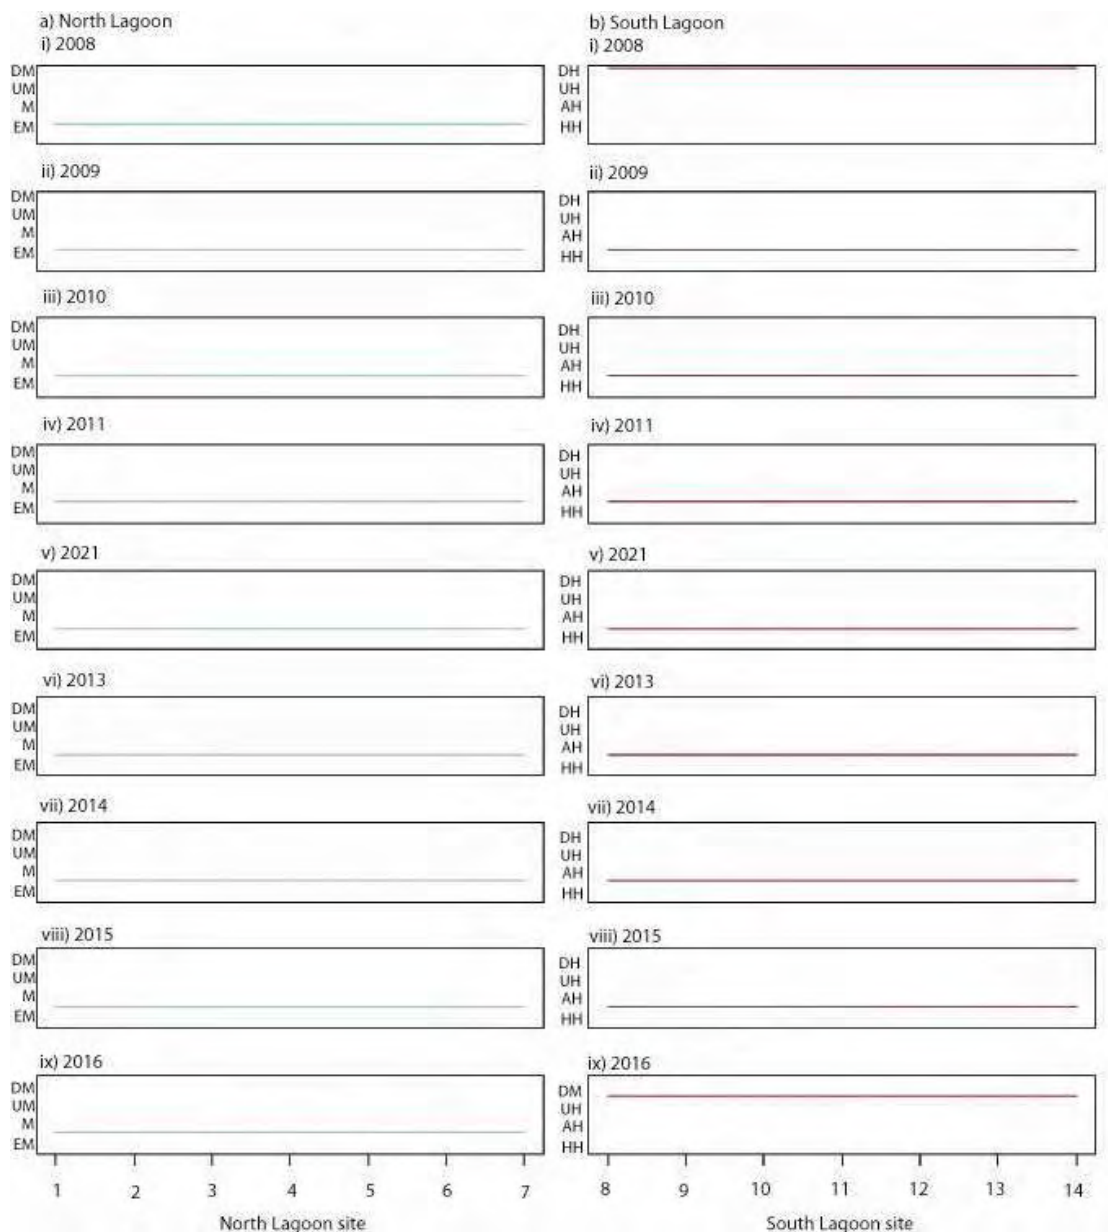 a) North Lagoon
i) 2008
DM
UM
M
EM
ii) 2009
DM
UM
M
EM
iii) 2010
DM
UM
M
EM
iv) 2011
DM
UM
M
EM
v) 2021
DM
UM
M
EM
vi) 2013
DM
UM
M
EM
vii) 2014
DM
UM
M
EM
viii) 2015
DM
UM
M
EM
ix) 2016
DM
UM
M
EM
1 2 3 4 5 6 7
North Lagoon site
b) South Lagoon
i) 2008
DH
UH
AH
HH
ii) 2009
DH
UH
AH
HH
iii) 2010
DH
UH
AH
HH
iv) 2011
DH
UH
AH
HH
v) 2021
DH
UH
AH
HH
vi) 2013
DH
UH
AH
HH
vii) 2014
DH
UH
AH
HH
viii) 2015
DH
UH
AH
HH
ix) 2016
DM
UH
AH
HH
8 9 10 11 12 13 14
South Lagoon site